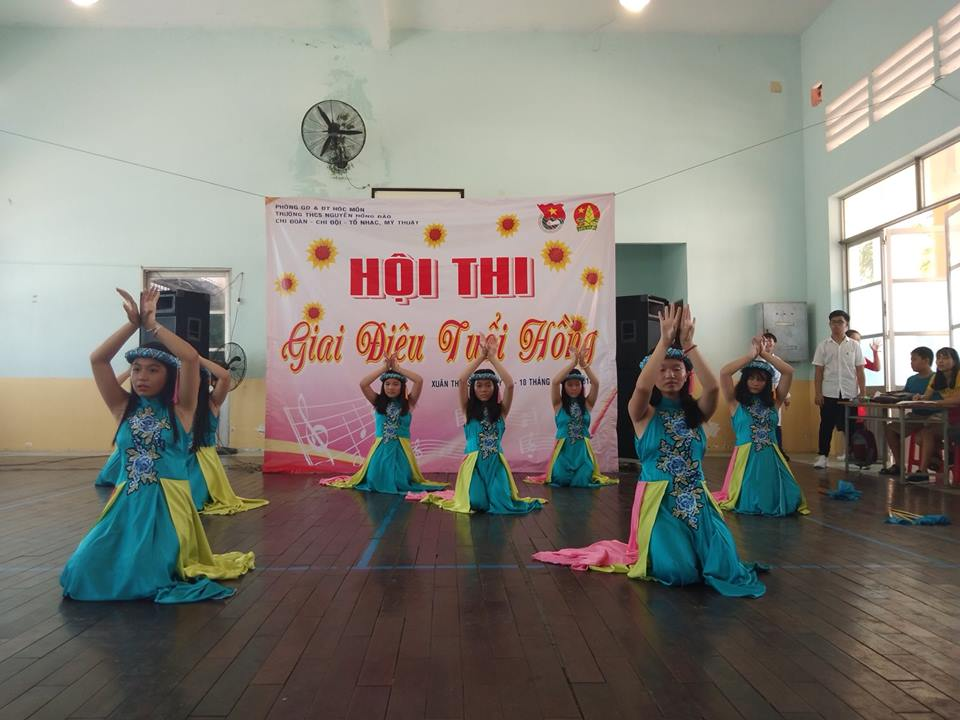 PHÒNG GD & ĐT HÓC MÔN
TRƯỜNG THCS NGUYỄN HỒNG ĐÀO
CHI ĐOÀN - CHI ĐỘI - TỔ NHẠC, MỸ THUẬT
HỘI THI
Giai Điệu Tuổi Hồng
XUÂN TH - 18 THÁNG